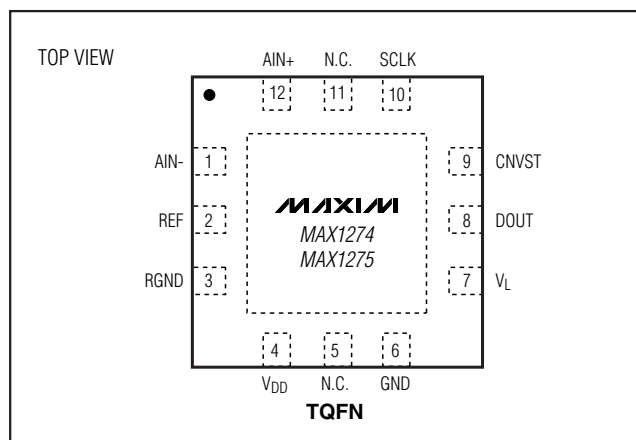 TOP VIEW
AIN+ N.C. SCLK
12 11 10
AIN- 1
9 CNVST
REF 2
8 DOUT
RGND 3
7 VL
MAXIM
MAX1274
MAX1275
4 5 6
VDD N.C. GND
TQFN